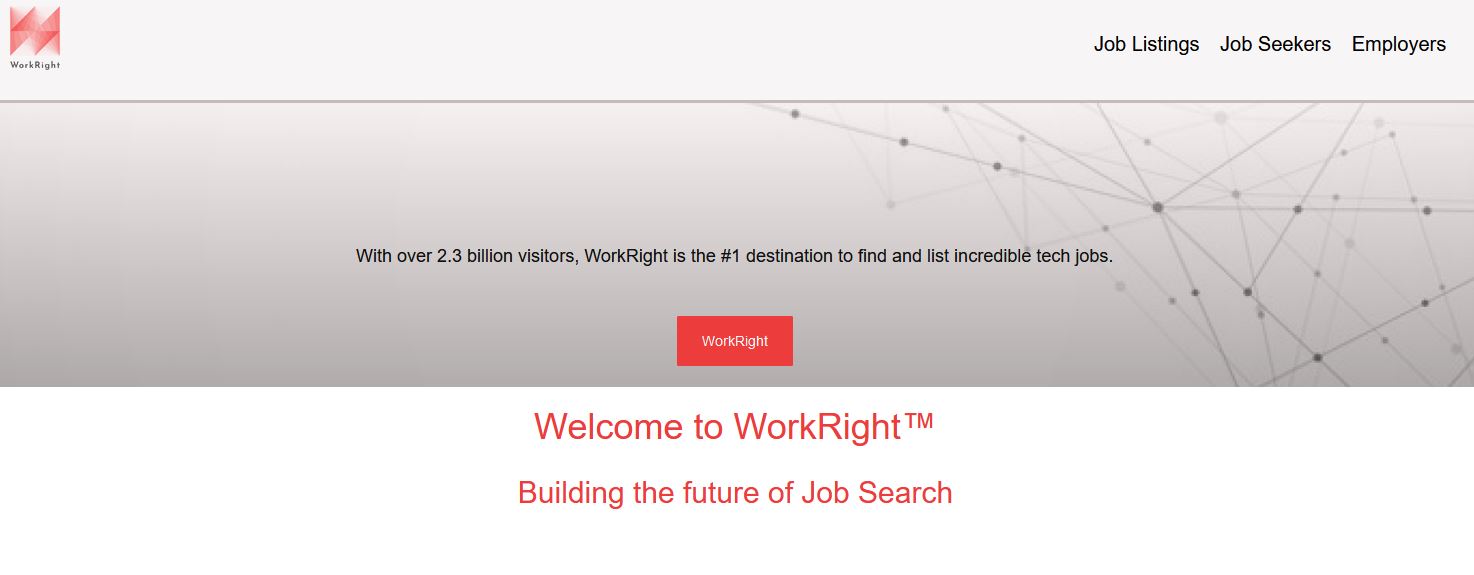 WorkRight
Job Listings Job Seekers Employers
With over 2.3 billion visitors, WorkRight is the #1 destination to find and list incredible tech jobs.
WorkRight
Welcome to WorkRight™
Building the future of Job Search